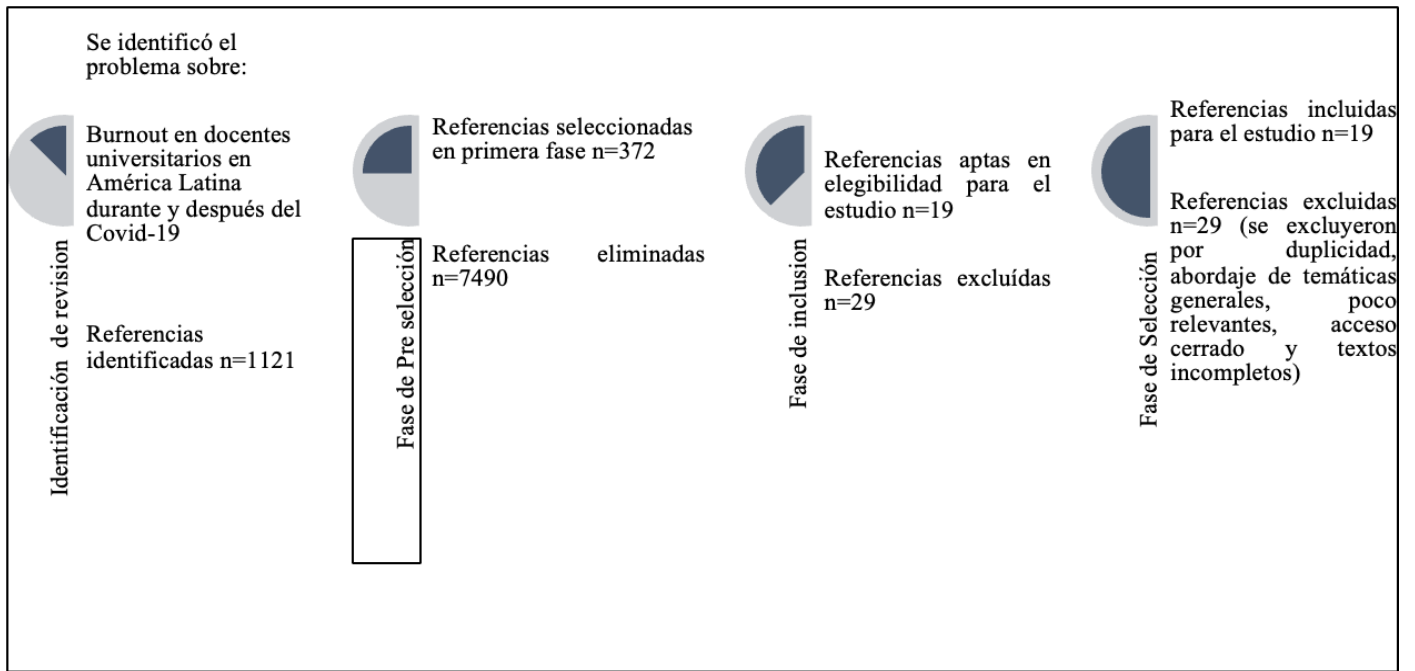 Se identificó el
problema sobre:
Burnout en docentes
universitarios en
América Latina
durante y después del
Covid-19
Referencias
identificadas n=1121
Identificación de revision
Referencias seleccionadas
en primera fase n=372
Referencias eliminadas
n=7490
Fase de Pre selección
Referencias aptas en
elegibilidad para el
estudio n=19
Referencias excluídas
n=29
Fase de inclusion
Referencias incluidas
para el estudio n=19
Referencias excluidas
n=29 (se excluyeron
por duplicidad,
abordaje de temáticas
generales, poco
relevantes, acceso
cerrado y textos
incompletos)
Fase de Selección